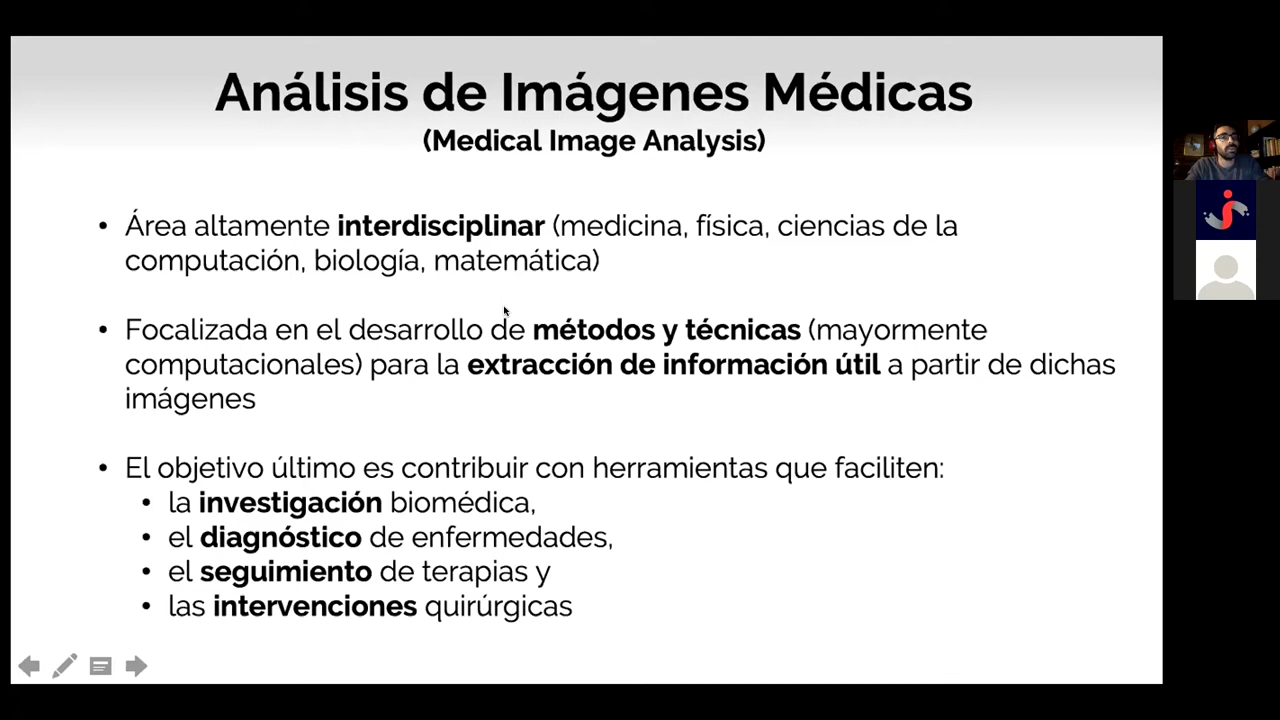 Análisis de Imágenes Médicas
(Medical Image Analysis)
• Área altamente interdisciplinar (medicina, física, ciencias de la
computación, biología, matemática)
• Focalizada en el desarrollo de métodos y técnicas (mayormente
computacionales) para la extracción de información útil a partir de dichas
imágenes
• El objetivo último es contribuir con herramientas que faciliten:
• la investigación biomédica,
• el diagnóstico de enfermedades,
• el seguimiento de terapias y
• las intervenciones quirúrgicas